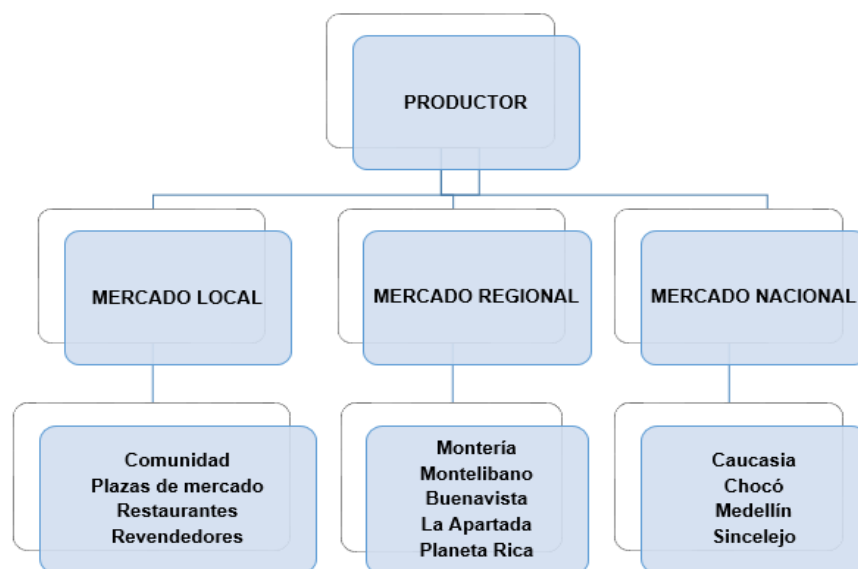 PRODUCTOR
MERCADO LOCAL
MERCADO REGIONAL
MERCADO NACIONAL
Comunidad
Plazas de mercado
Restaurantes
Revendedores
Montería
Montelibano
Buenavista
La Apartada
Planeta Rica
Caucasia
Chocó
Medellín
Sincelejo